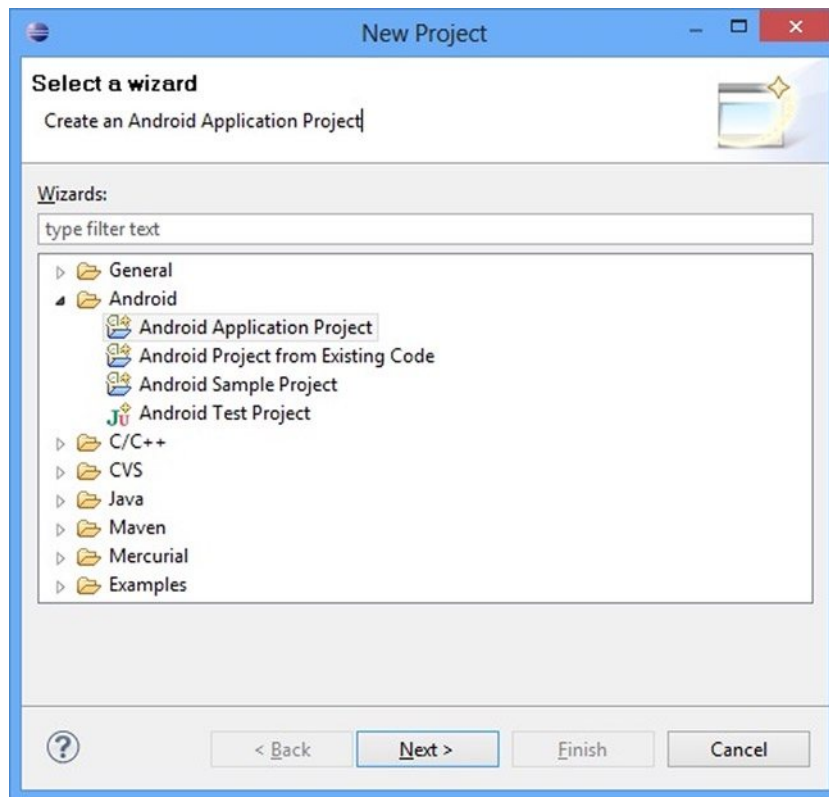 New Project
Select a wizard
Create an Android Application Project
Wizards:
type filter text
General
Android
Android Application Project
Android Project from Existing Code
Android Sample Project
Android Test Project
C/C++
CVS
Java
Maven
Mercurial
Examples
? < Back Next > Finish Cancel